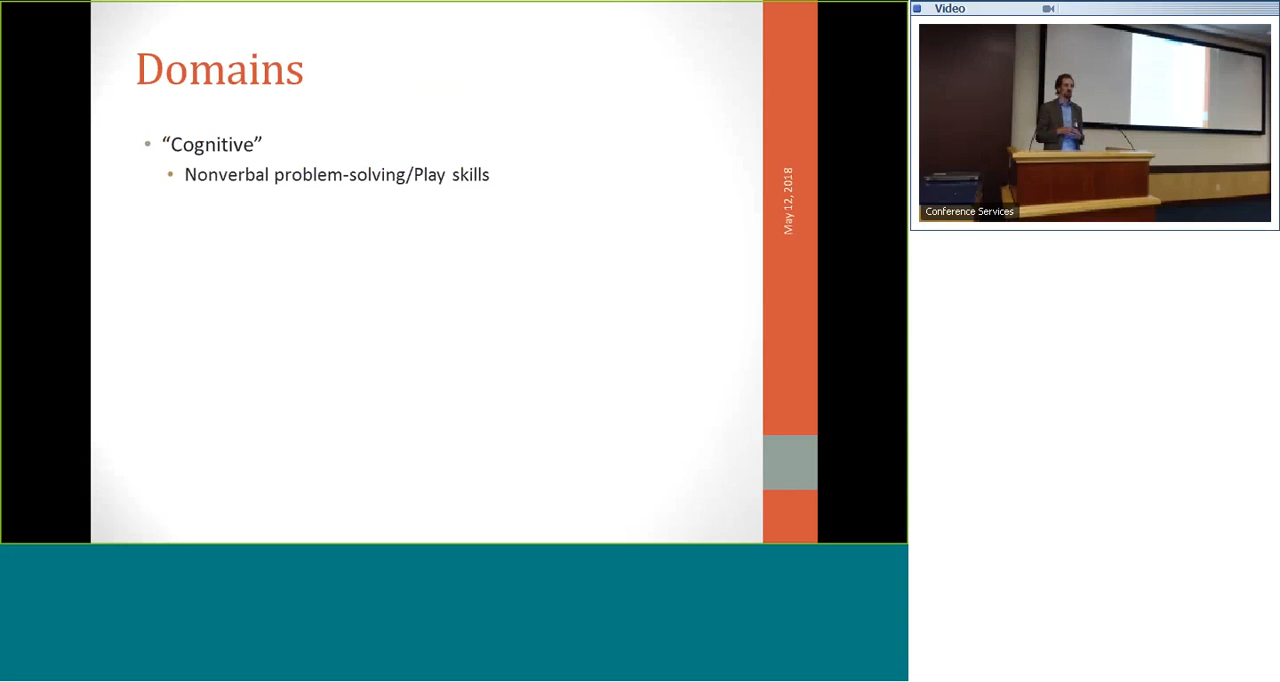 Domains
• “Cognitive”
• Nonverbal problem-solving/Play skills
May 12, 2018
Video
Conference Services